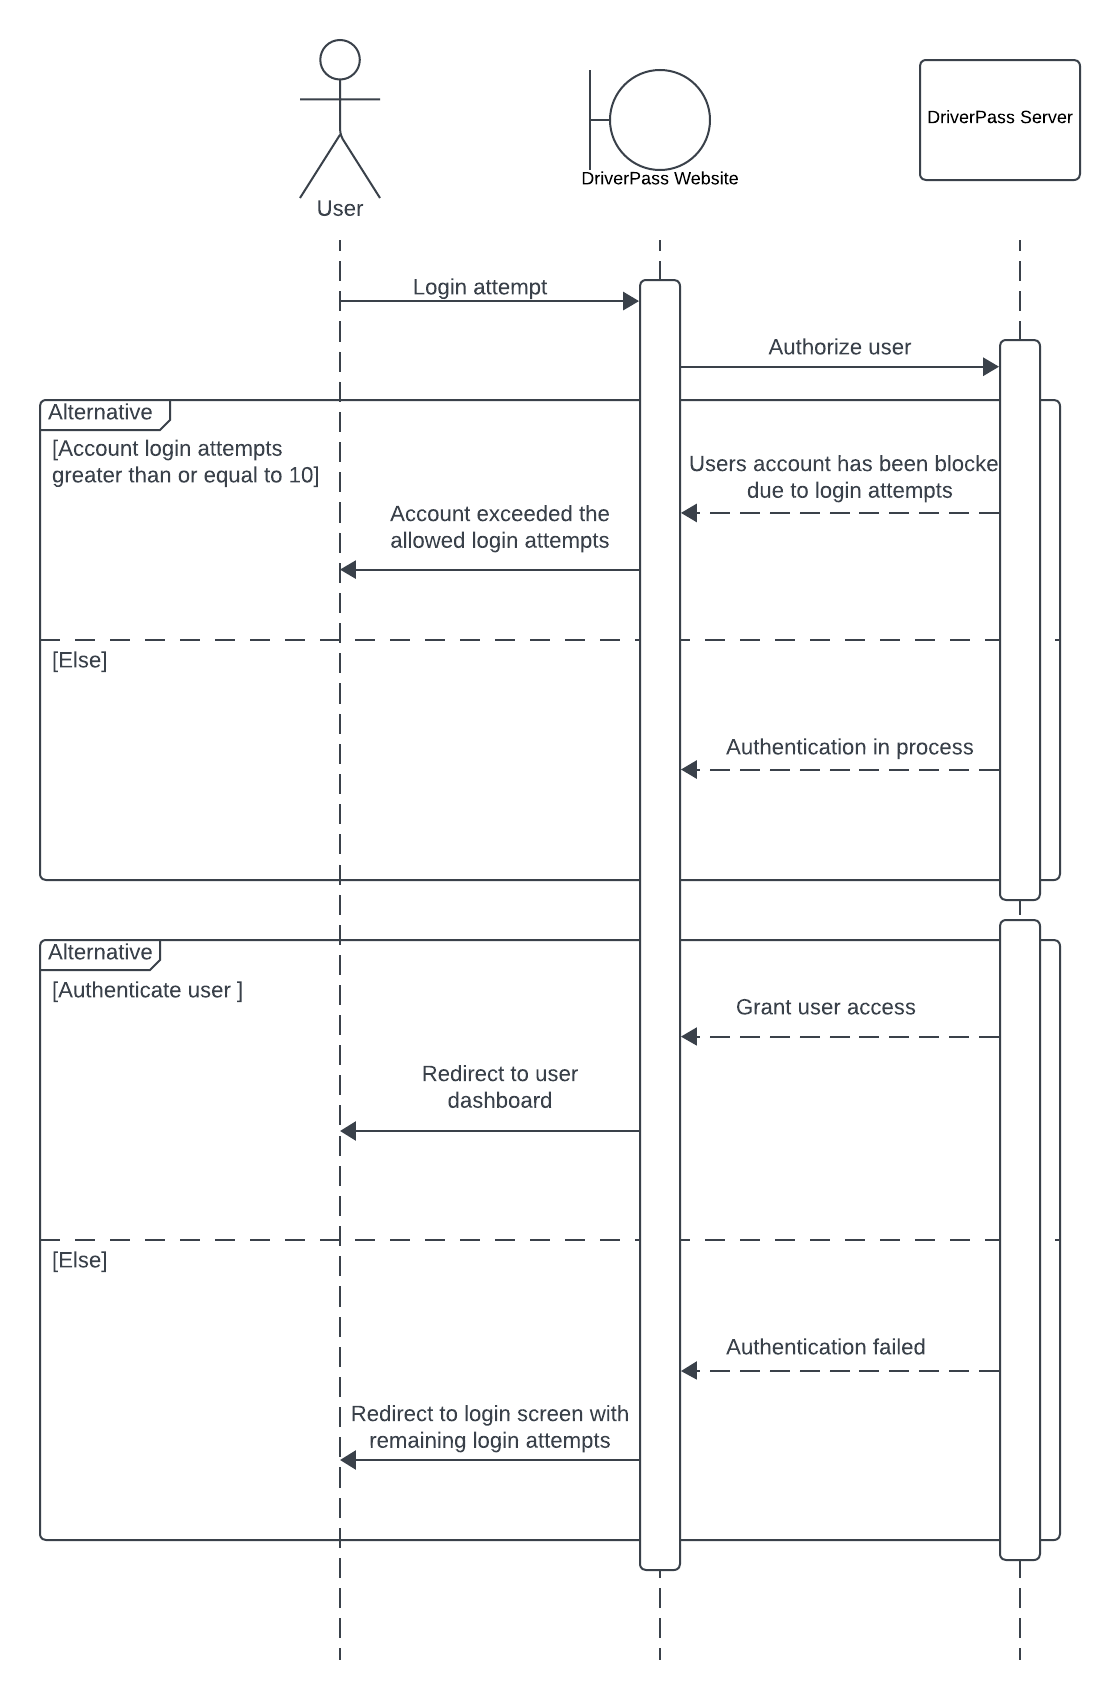 DriverPass Server
DriverPass Website
User
Login attempt
Authorize user
Alternative
[Account login attempts
greater than or equal to 10]
Users account has been blocke
due to login attempts
Account exceeded the
allowed login attempts
[Else]
Authentication in process
Alternative
[Authenticate user ]
Grant user access
Redirect to user
dashboard
[Else]
Authentication failed
Redirect to login screen with
remaining login attempts